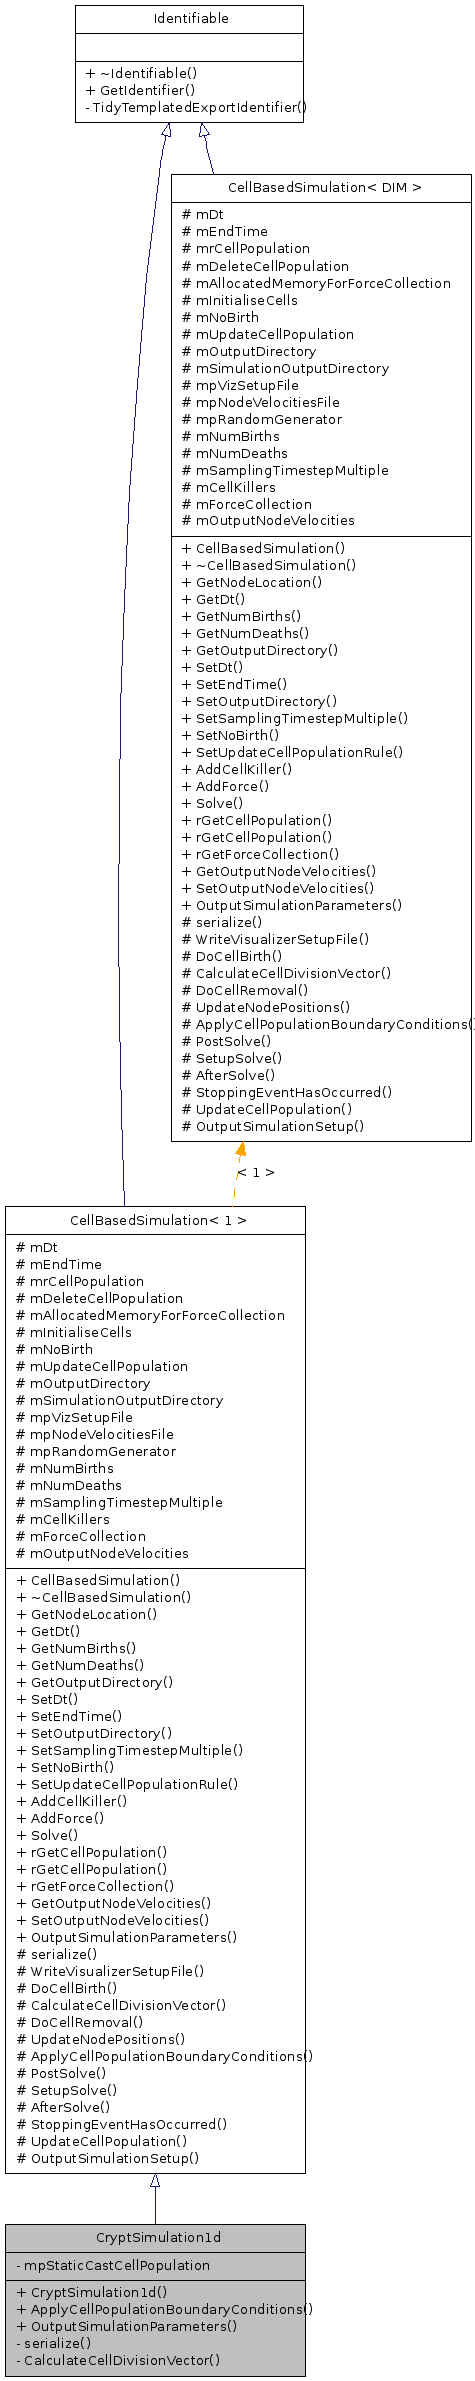 Identifiable
+ ~Identifiable()
+ GetIdentifier()
- TidyTemplatedExportIdentifier()
CellBasedSimulation< DIM >
# mDt
# mEndTime
# mrCellPopulation
# mDeleteCellPopulation
# mAllocatedMemoryForForceCollection
# mInitialiseCells
# mNoBirth
# mUpdateCellPopulation
# mOutputDirectory
# mSimulationOutputDirectory
# mpVizSetupFile
# mpNodeVelocitiesFile
# mpRandomGenerator
# mNumBirths
# mNumDeaths
# mSamplingTimestepMultiple
# mCellKillers
# mForceCollection
# mOutputNodeVelocities
+ CellBasedSimulation()
+ ~CellBasedSimulation()
+ GetNodeLocation()
+ GetDt()
+ GetNumBirths()
+ GetNumDeaths()
+ GetOutputDirectory()
+ SetDt()
+ SetEndTime()
+ SetOutputDirectory()
+ SetSamplingTimestepMultiple()
+ SetNoBirth()
+ SetUpdateCellPopulationRule()
+ AddCellKiller()
+ AddForce()
+ Solve()
+ rGetCellPopulation()
+ rGetCellPopulation()
+ rGetForceCollection()
+ GetOutputNodeVelocities()
+ SetOutputNodeVelocities()
+ OutputSimulationParameters()
# serialize()
# WriteVisualizerSetupFile()
# DoCellBirth()
# CalculateCellDivisionVector()
# DoCellRemoval()
# UpdateNodePositions()
# ApplyCellPopulationBoundaryConditions()
# PostSolve()
# SetupSolve()
# AfterSolve()
# StoppingEventHasOccurred()
# UpdateCellPopulation()
# OutputSimulationSetup()
< 1 >
CellBasedSimulation< 1 >
# mDt
# mEndTime
# mrCellPopulation
# mDeleteCellPopulation
# mAllocatedMemoryForForceCollection
# mInitialiseCells
# mNoBirth
# mUpdateCellPopulation
# mOutputDirectory
# mSimulationOutputDirectory
# mpVizSetupFile
# mpNodeVelocitiesFile
# mpRandomGenerator
# mNumBirths
# mNumDeaths
# mSamplingTimestepMultiple
# mCellKillers
# mForceCollection
# mOutputNodeVelocities
+ CellBasedSimulation()
+ ~CellBasedSimulation()
+ GetNodeLocation()
+ GetDt()
+ GetNumBirths()
+ GetNumDeaths()
+ GetOutputDirectory()
+ SetDt()
+ SetEndTime()
+ SetOutputDirectory()
+ SetSamplingTimestepMultiple()
+ SetNoBirth()
+ SetUpdateCellPopulationRule()
+ AddCellKiller()
+ AddForce()
+ Solve()
+ rGetCellPopulation()
+ rGetCellPopulation()
+ rGetForceCollection()
+ GetOutputNodeVelocities()
+ SetOutputNodeVelocities()
+ OutputSimulationParameters()
# serialize()
# WriteVisualizerSetupFile()
# DoCellBirth()
# CalculateCellDivisionVector()
# DoCellRemoval()
# UpdateNodePositions()
# ApplyCellPopulationBoundaryConditions()
# PostSolve()
# SetupSolve()
# AfterSolve()
# StoppingEventHasOccurred()
# UpdateCellPopulation()
# OutputSimulationSetup()
CryptSimulation1d
- mpStaticCastCellPopulation
+ CryptSimulation1d()
+ ApplyCellPopulationBoundaryConditions()
+ OutputSimulationParameters()
- serialize()
- CalculateCellDivisionVector()